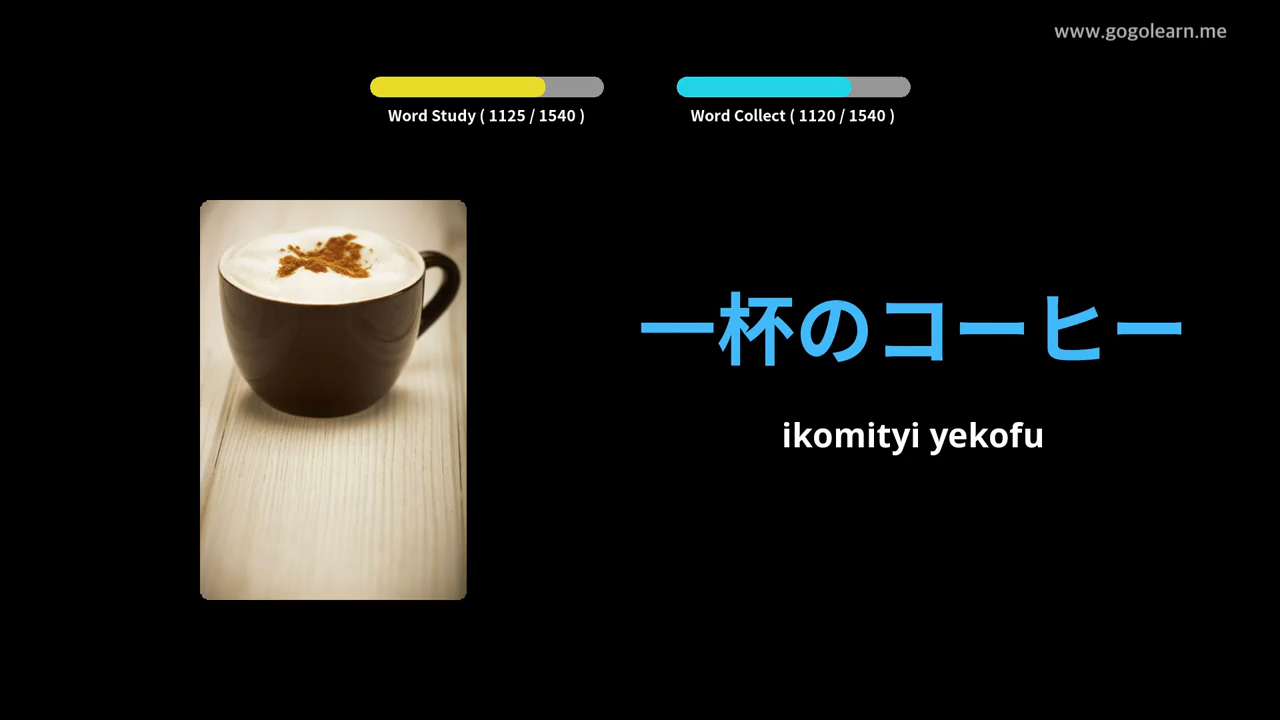 www.gogolearn.me
Word Study ( 1125 / 1540 )
Word Collect ( 1120 / 1540 )
一杯のコーヒー
ikomityi yekofu